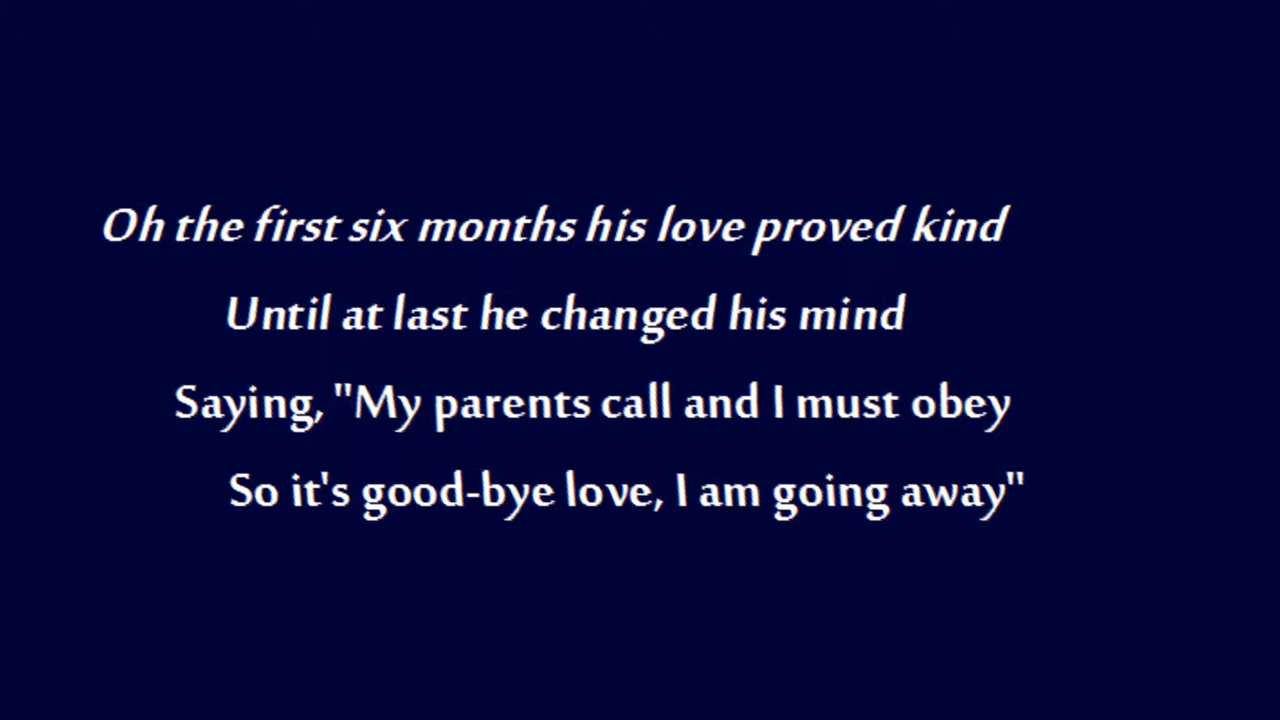 Oh the first six months his love proved kind
Until at last he changed his mind
Saying, "My parents call and I must obey
So it's good-bye love, I am going away"